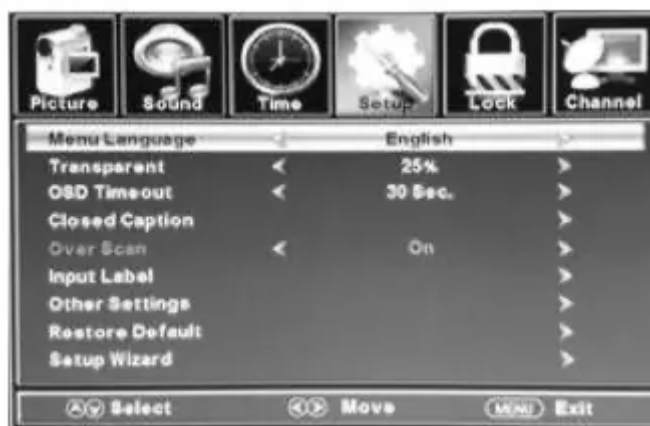 Picture Sound Time Setup Lock Channel
Menu Language English
Transparent 25%
OSD Timeout 30 Sec.
Closed Caption
Over Scan On
Input Label
Other Settings
Restore Default
Setup Wizard
Select Move MENU Exit